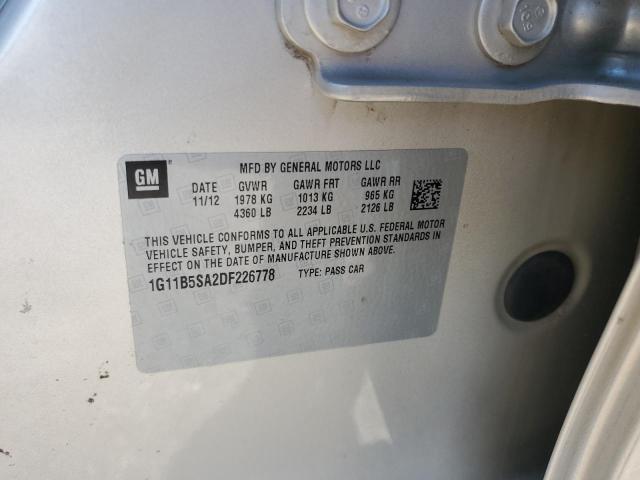 GM
MFD BY GENERAL MOTORS LLC
DATE GVWR GAWR FRT GAWR RR
11/12 1978 KG 1013 KG 965 KG
4360 LB 2234 LB 2126 LB
THIS VEHICLE CONFORMS TO ALL APPLICABLE U.S. FEDERAL MOTOR
VEHICLE SAFETY, BUMPER, AND THEFT PREVENTION STANDARDS IN
EFFECT ON THE DATE OF MANUFACTURE SHOWN ABOVE.
1G11B5SA2DF226778 TYPE: PASS CAR